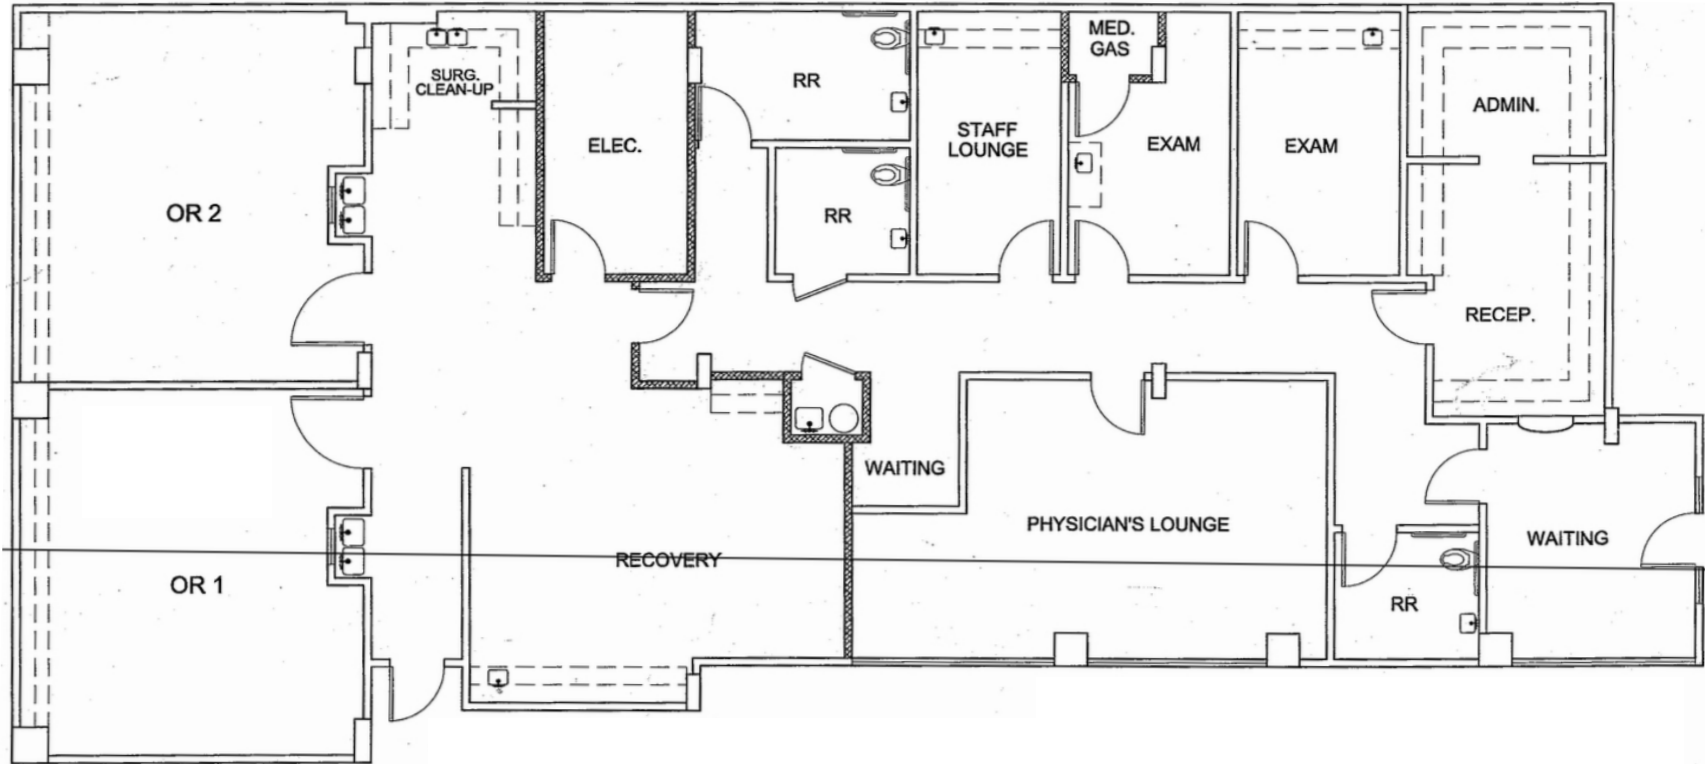 MED.
GAS
SURG.
CLEAN-UP
RR
ADMIN.
STAFF
LOUNGE
ELEC.
EXAM
EXAM
OR 2
RR
RECEP.
WAITING
PHYSICIAN'S LOUNGE
WAITING
RECOVERY
OR 1
RR